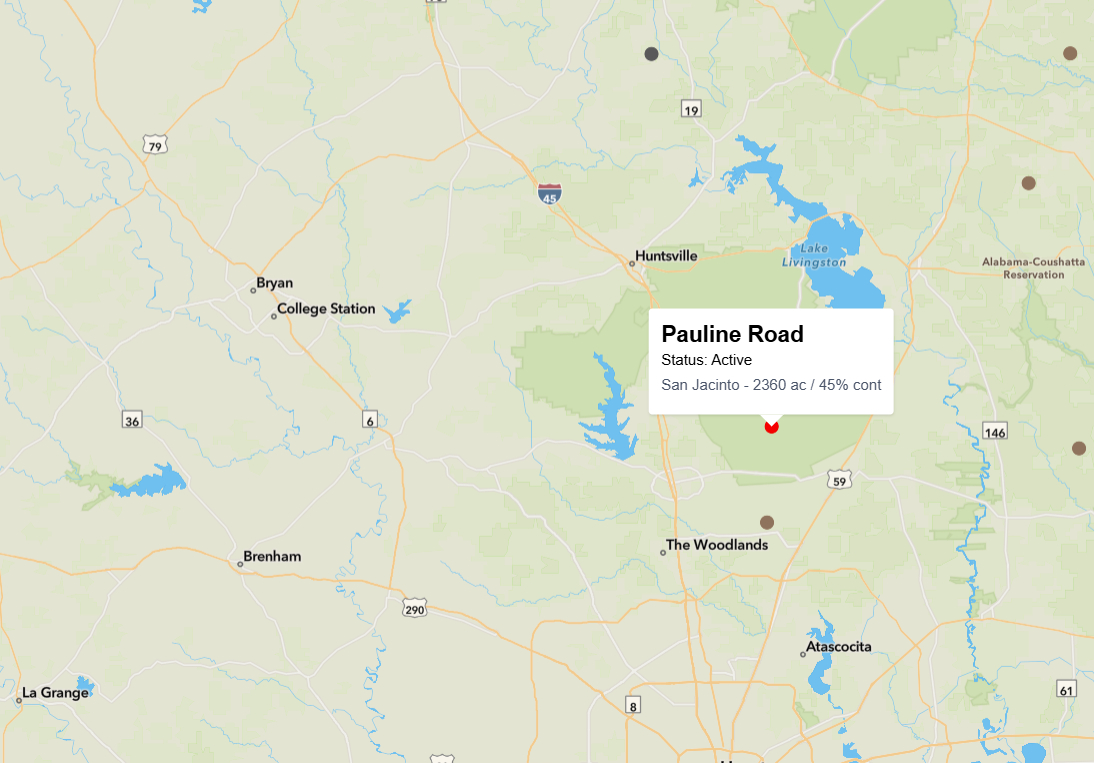 19
79
45
Huntsville
Lake
Livingston
Alabama-Coushatta
Reservation
Bryan
College Station
Pauline Road
Status: Active
San Jacinto - 2360 ac / 45% cont
36
6
146
59
The Woodlands
Brenham
290
Atascocita
La Grange
61
8